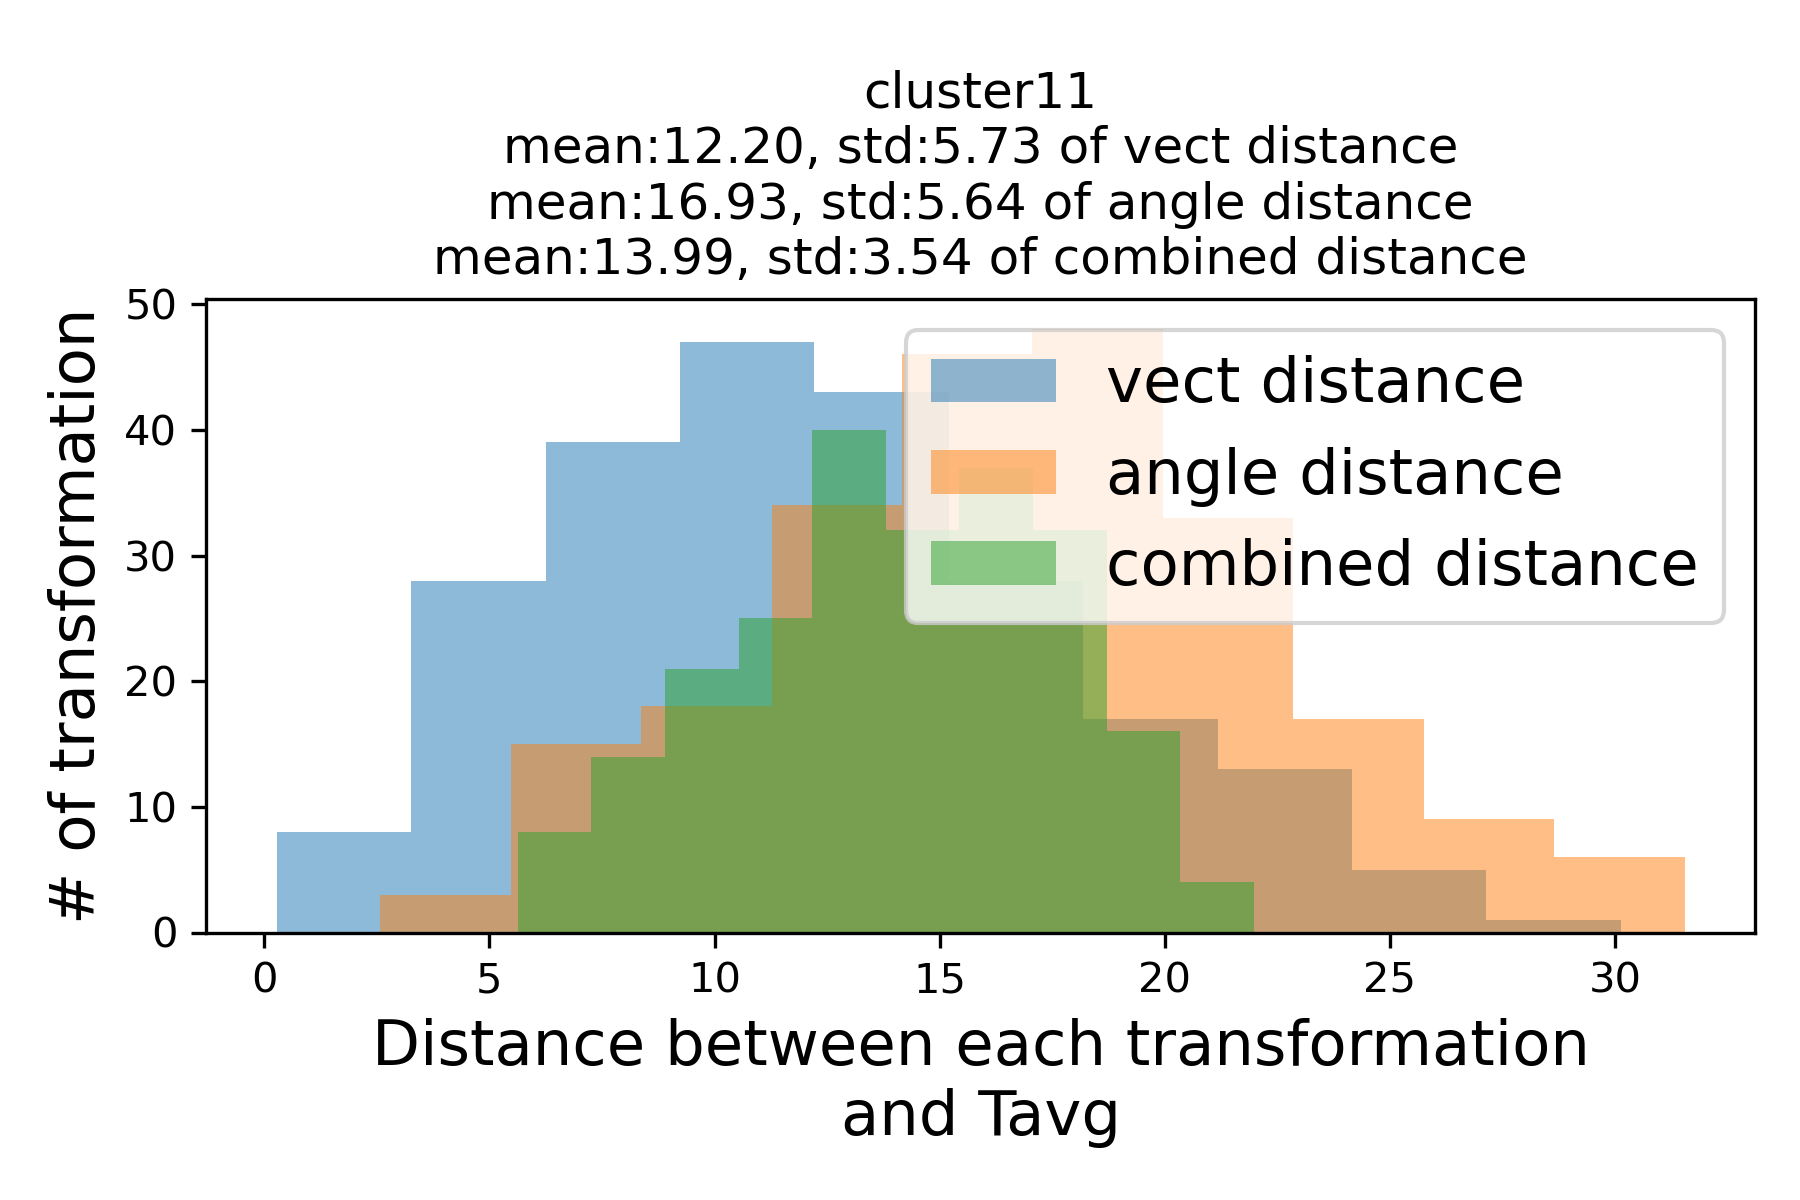 cluster11
mean:12.20, std:5.73 of vect distance
mean:16.93, std:5.64 of angle distance
mean:13.99, std:3.54 of combined distance
50
40
30
20
10
0
# of transformation
vect distance
angle distance
combined distance
0 5 10 15 20 25 30
Distance between each transformation
and Tavg